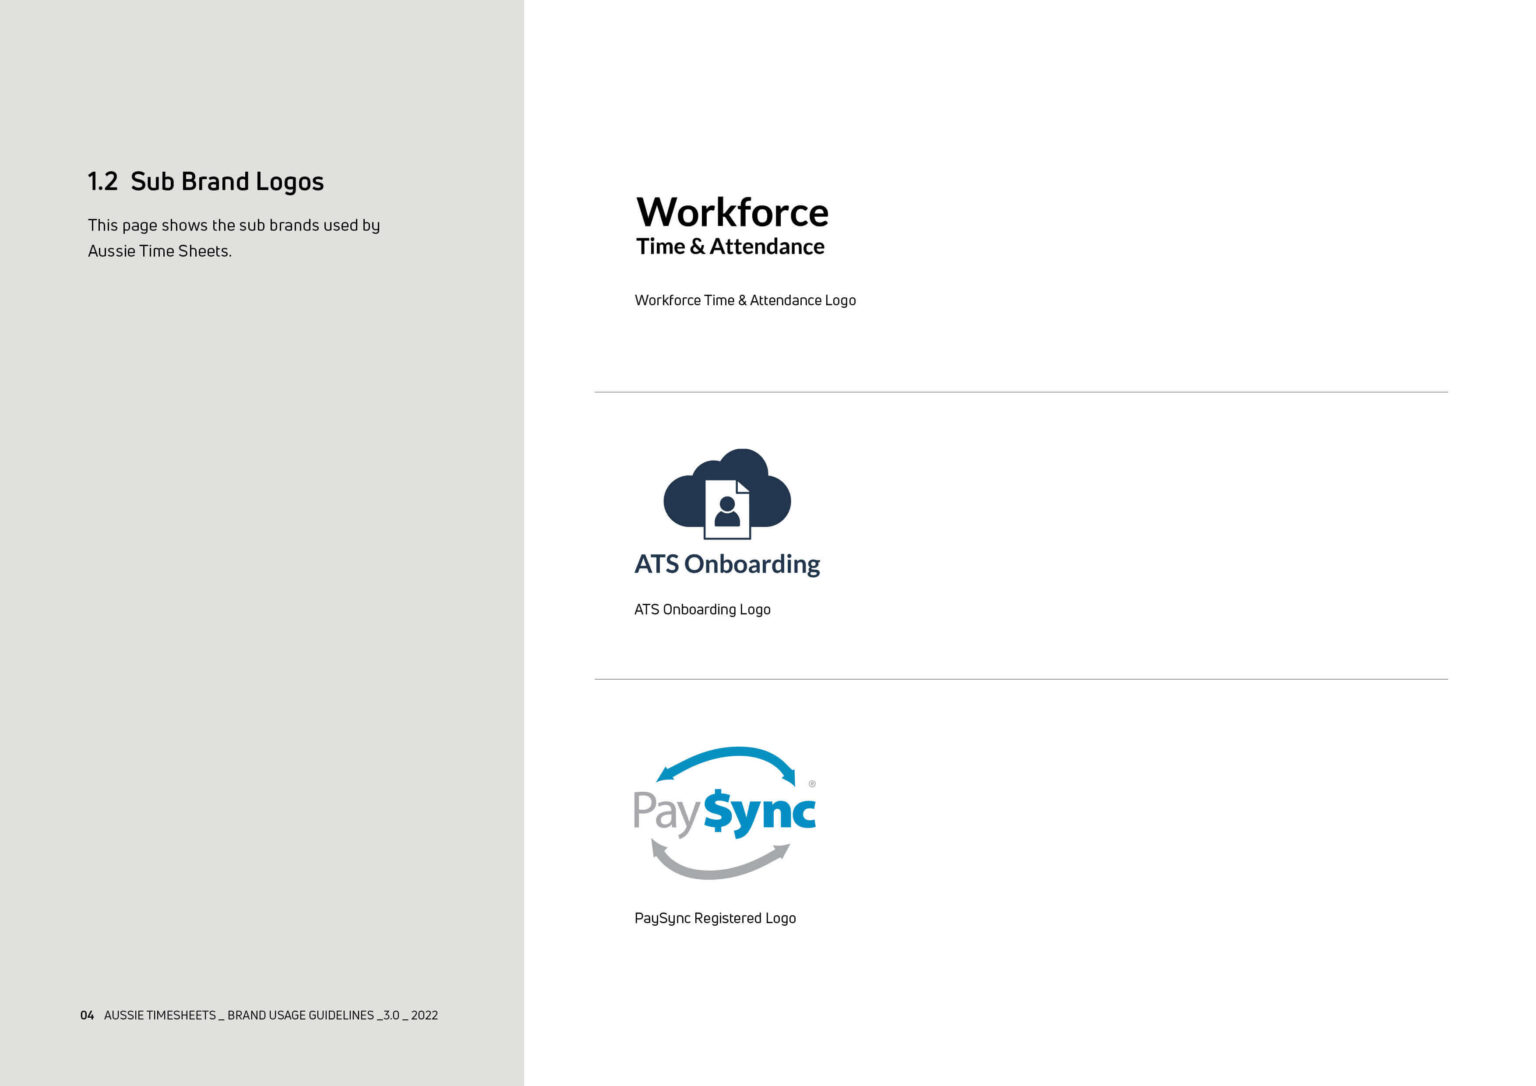 1.2 Sub Brand Logos
This page shows the sub brands used by
Aussie Time Sheets.
Workforce
Time & Attendance
Workforce Time & Attendance Logo
ATS Onboarding
ATS Onboarding Logo
Pay$ync ®
PaySync Registered Logo
04 AUSSIE TIMESHEETS _ BRAND USAGE GUIDELINES _3.0 _ 2022